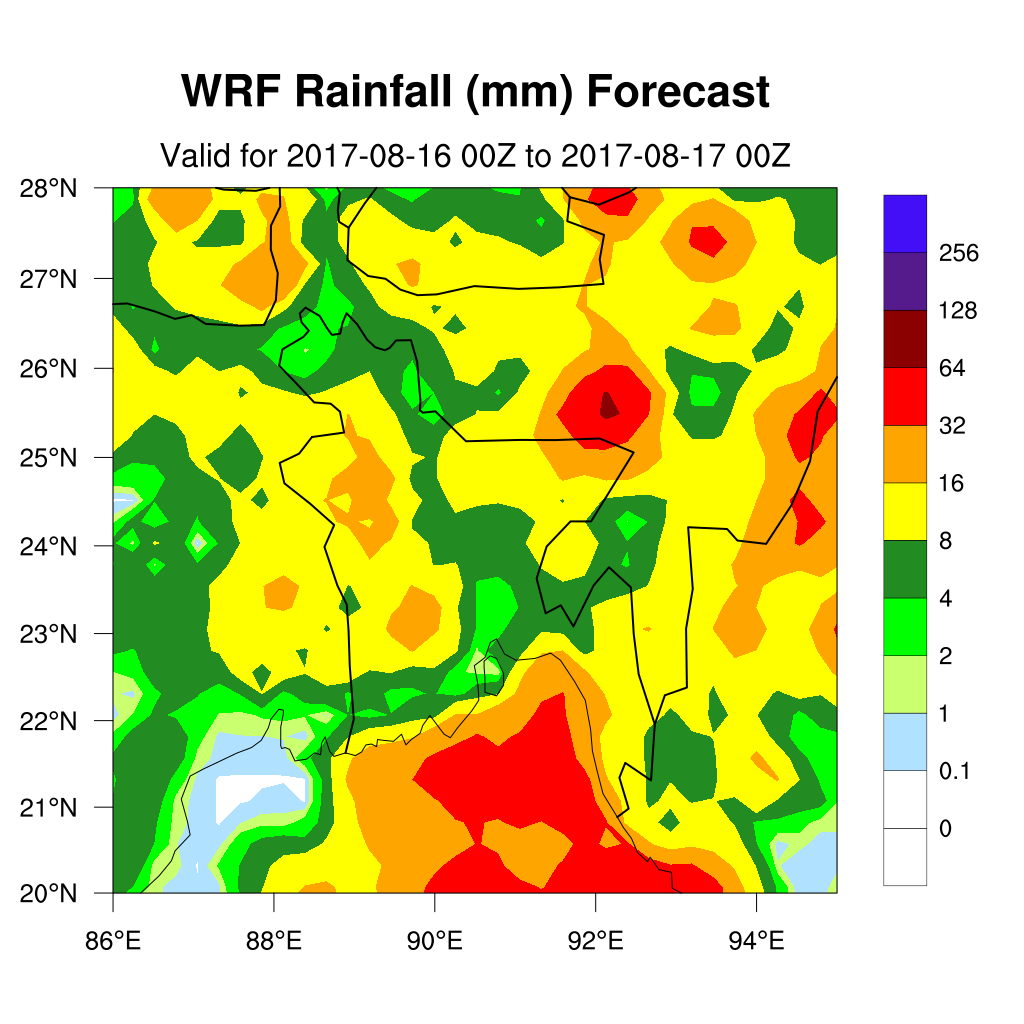 WRF Rainfall (mm) Forecast
Valid for 2017-08-16 00Z to 2017-08-17 00Z
28°N
27°N
26°N
25°N
24°N
23°N
22°N
21°N
20°N
86°E 88°E 90°E 92°E 94°E
256
128
64
32
16
8
4
2
1
0.1
0